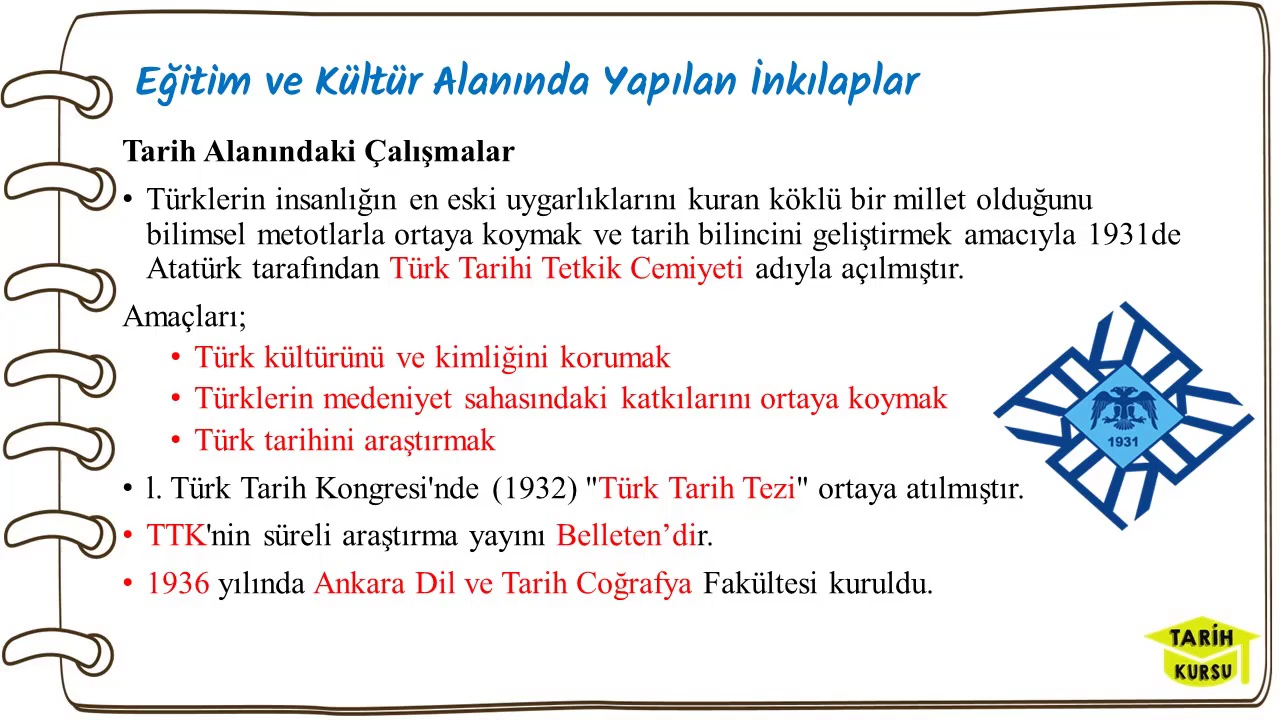 Eğitim ve Kültür Alanında Yapılan İnkılaplar
Tarih Alanındaki Çalışmalar
• Türklerin insanlığın en eski uygarlıklarını kuran köklü bir millet olduğunu
bilimsel metotlarla ortaya koymak ve tarih bilincini geliştirmek amacıyla 1931de
Atatürk tarafından Türk Tarihi Tetkik Cemiyeti adıyla açılmıştır.
Amaçları;
• Türk kültürünü ve kimliğini korumak
• Türklerin medeniyet sahasındaki katkılarını ortaya koymak
• Türk tarihini araştırmak
• l. Türk Tarih Kongresi'nde (1932) "Türk Tarih Tezi" ortaya atılmıştır.
• TTK'nin süreli araştırma yayını Belleten’dir.
• 1936 yılında Ankara Dil ve Tarih Coğrafya Fakültesi kuruldu.
1931
TARİH
KURSU